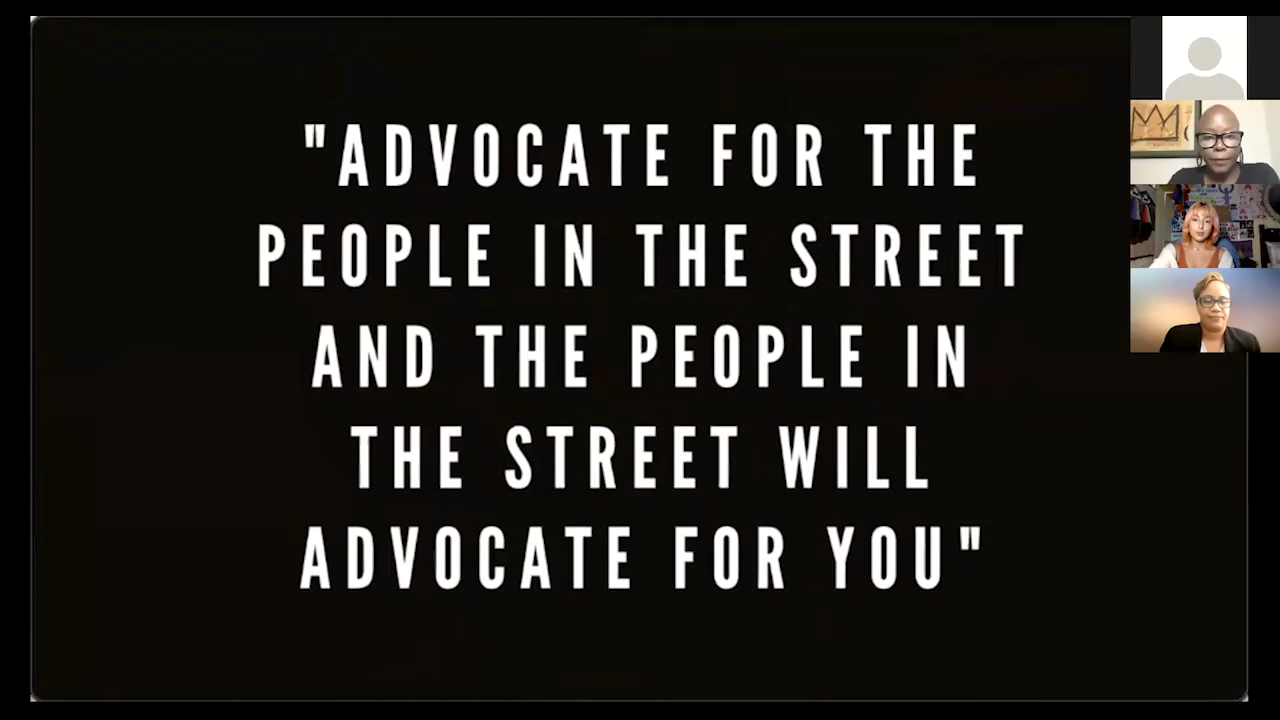 "ADVOCATE FOR THE
PEOPLE IN THE STREET
AND THE PEOPLE IN
THE STREET WILL
ADVOCATE FOR YOU"